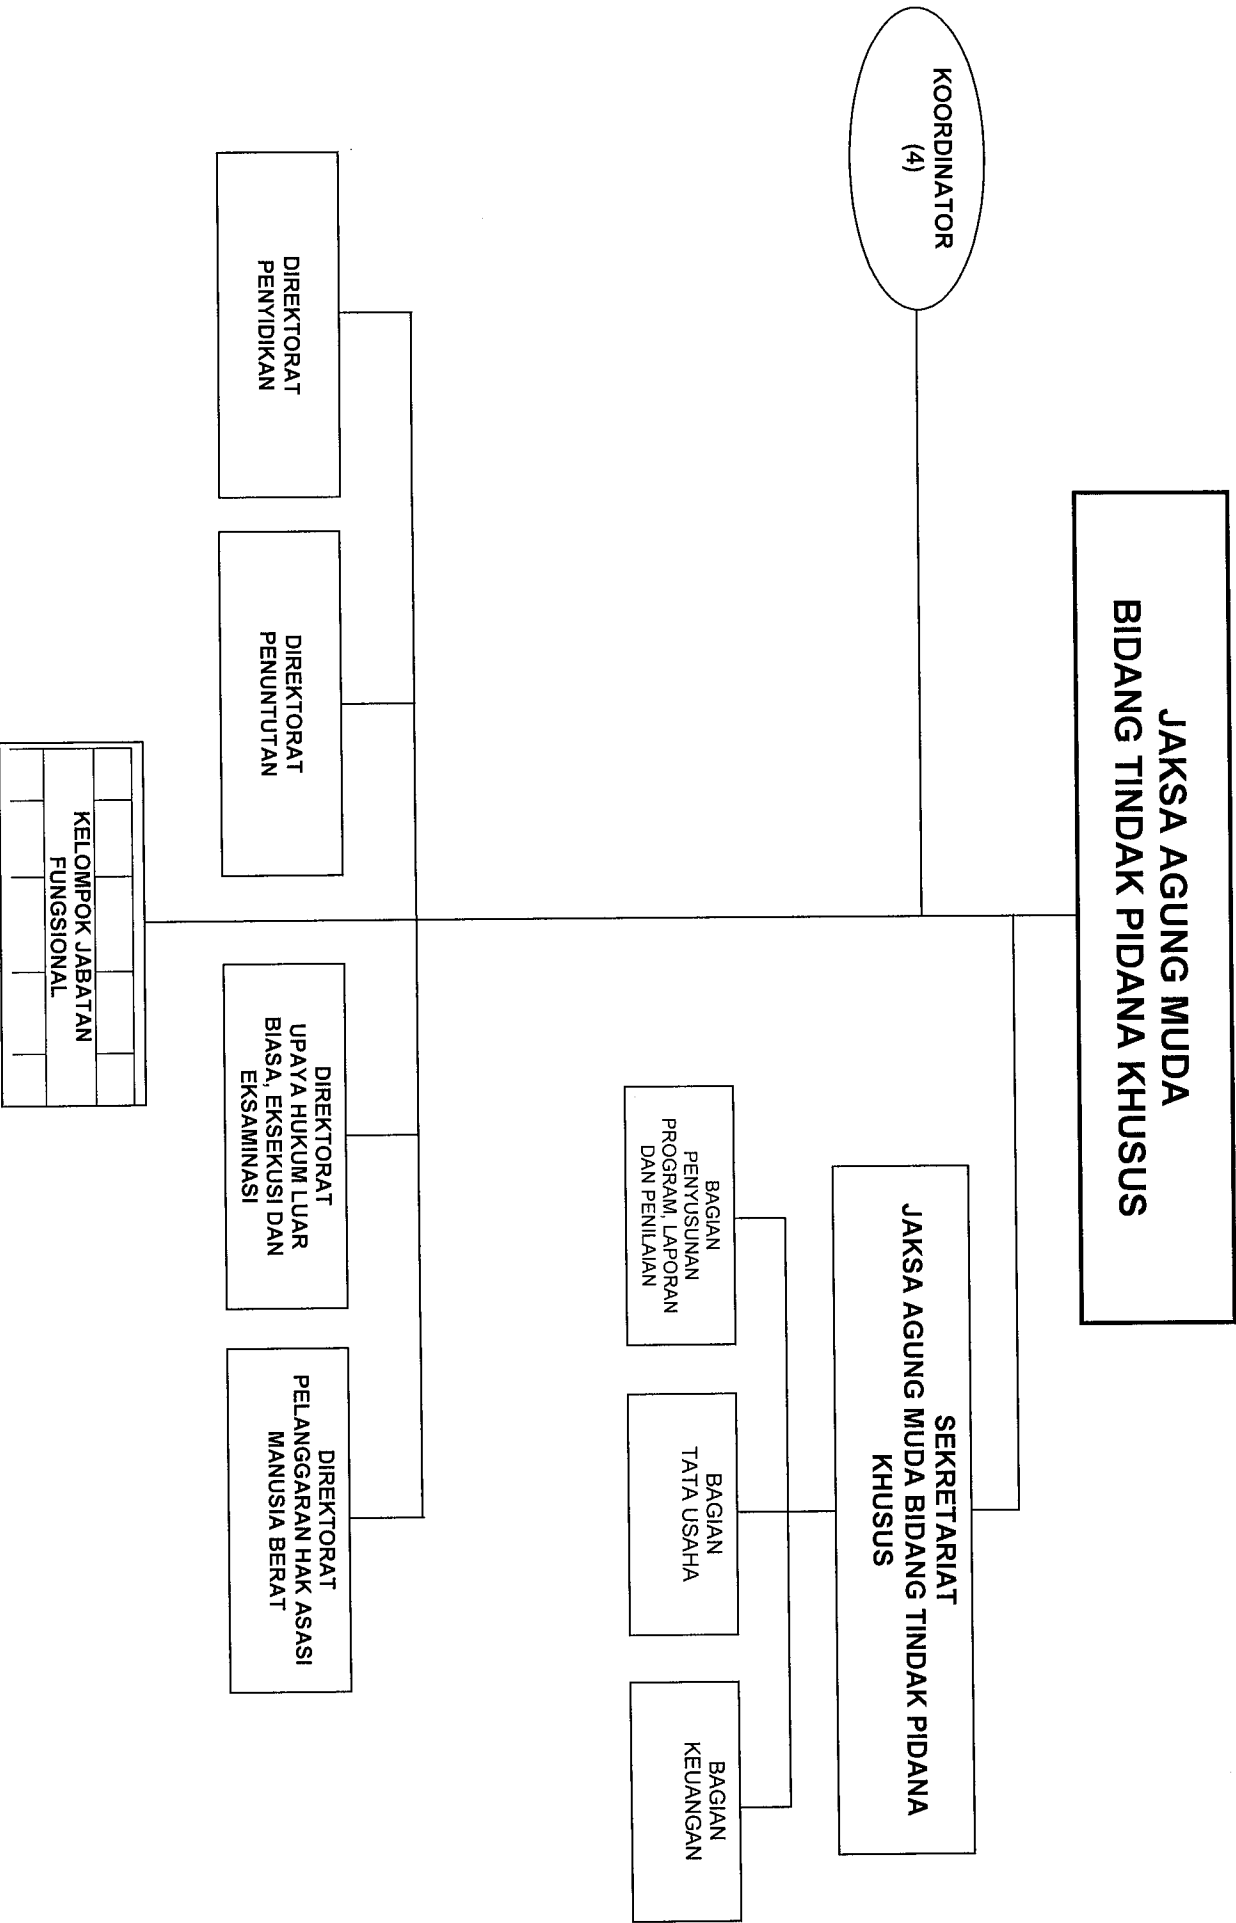 JAKSA AGUNG MUDA
BIDANG TINDAK PIDANA KHUSUS
KOORDINATOR
(4)
SEKRETARIAT
JAKSA AGUNG MUDA BIDANG TINDAK PIDANA
KHUSUS
BAGIAN
PENYUSUNAN
PROGRAM, LAPORAN
DAN PENILAIAN
BAGIAN
TATA USAHA
BAGIAN
KEUANGAN
DIREKTORAT
PENYIDIKAN
DIREKTORAT
PENUNTUTAN
DIREKTORAT
UPAYA HUKUM LUAR
BIASA, EKSEKUSI DAN
EKSAMINASI
DIREKTORAT
PELANGGARAN HAK ASASI
MANUSIA BERAT
KELOMPOK JABATAN
FUNGSIONAL